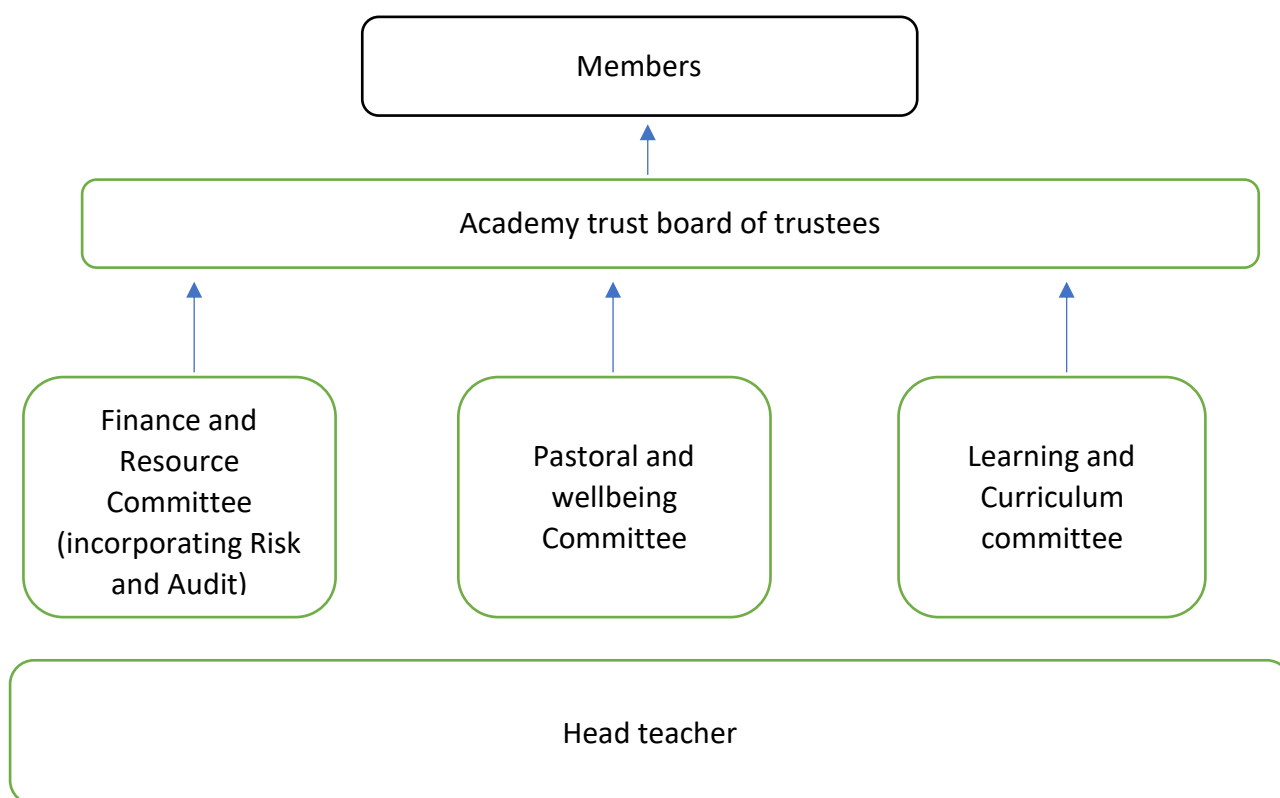 Members
Academy trust board of trustees
Finance and
Resource
Committee
(incorporating Risk
and Audit)
Pastoral and
wellbeing
Committee
Learning and
Curriculum
committee
Head teacher